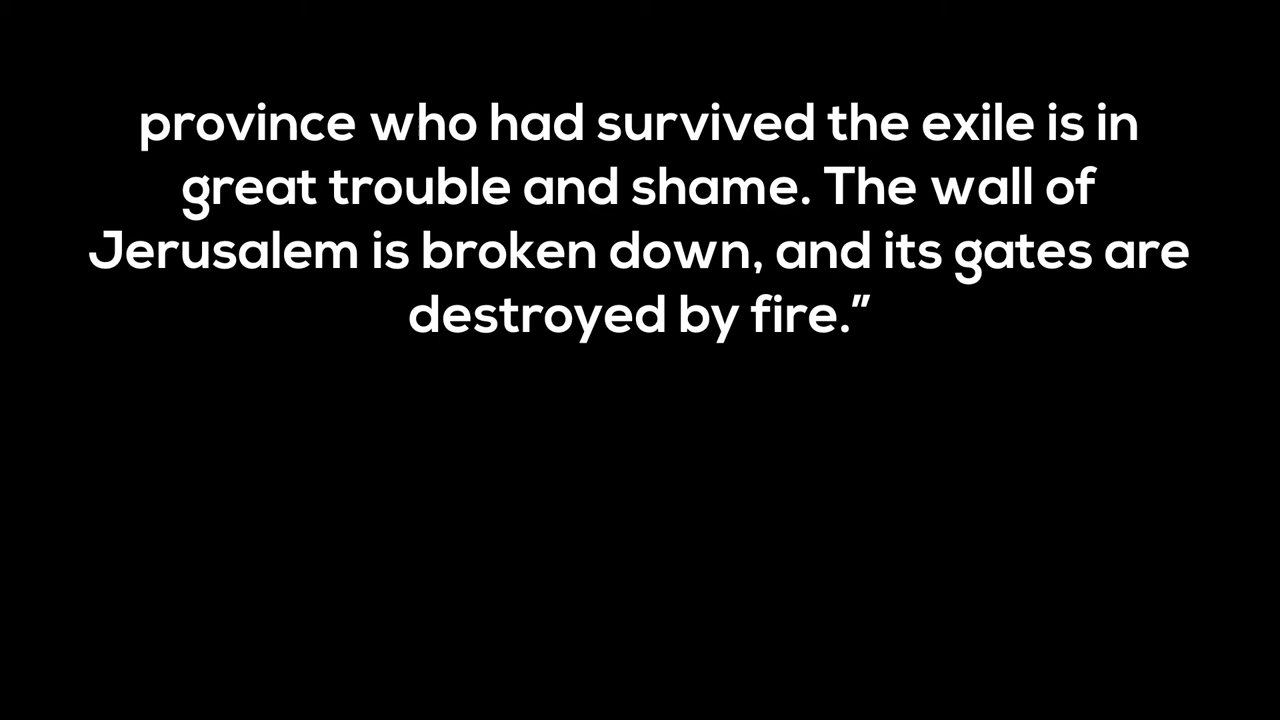 province who had survived the exile is in
great trouble and shame. The wall of
Jerusalem is broken down, and its gates are
destroyed by fire.”